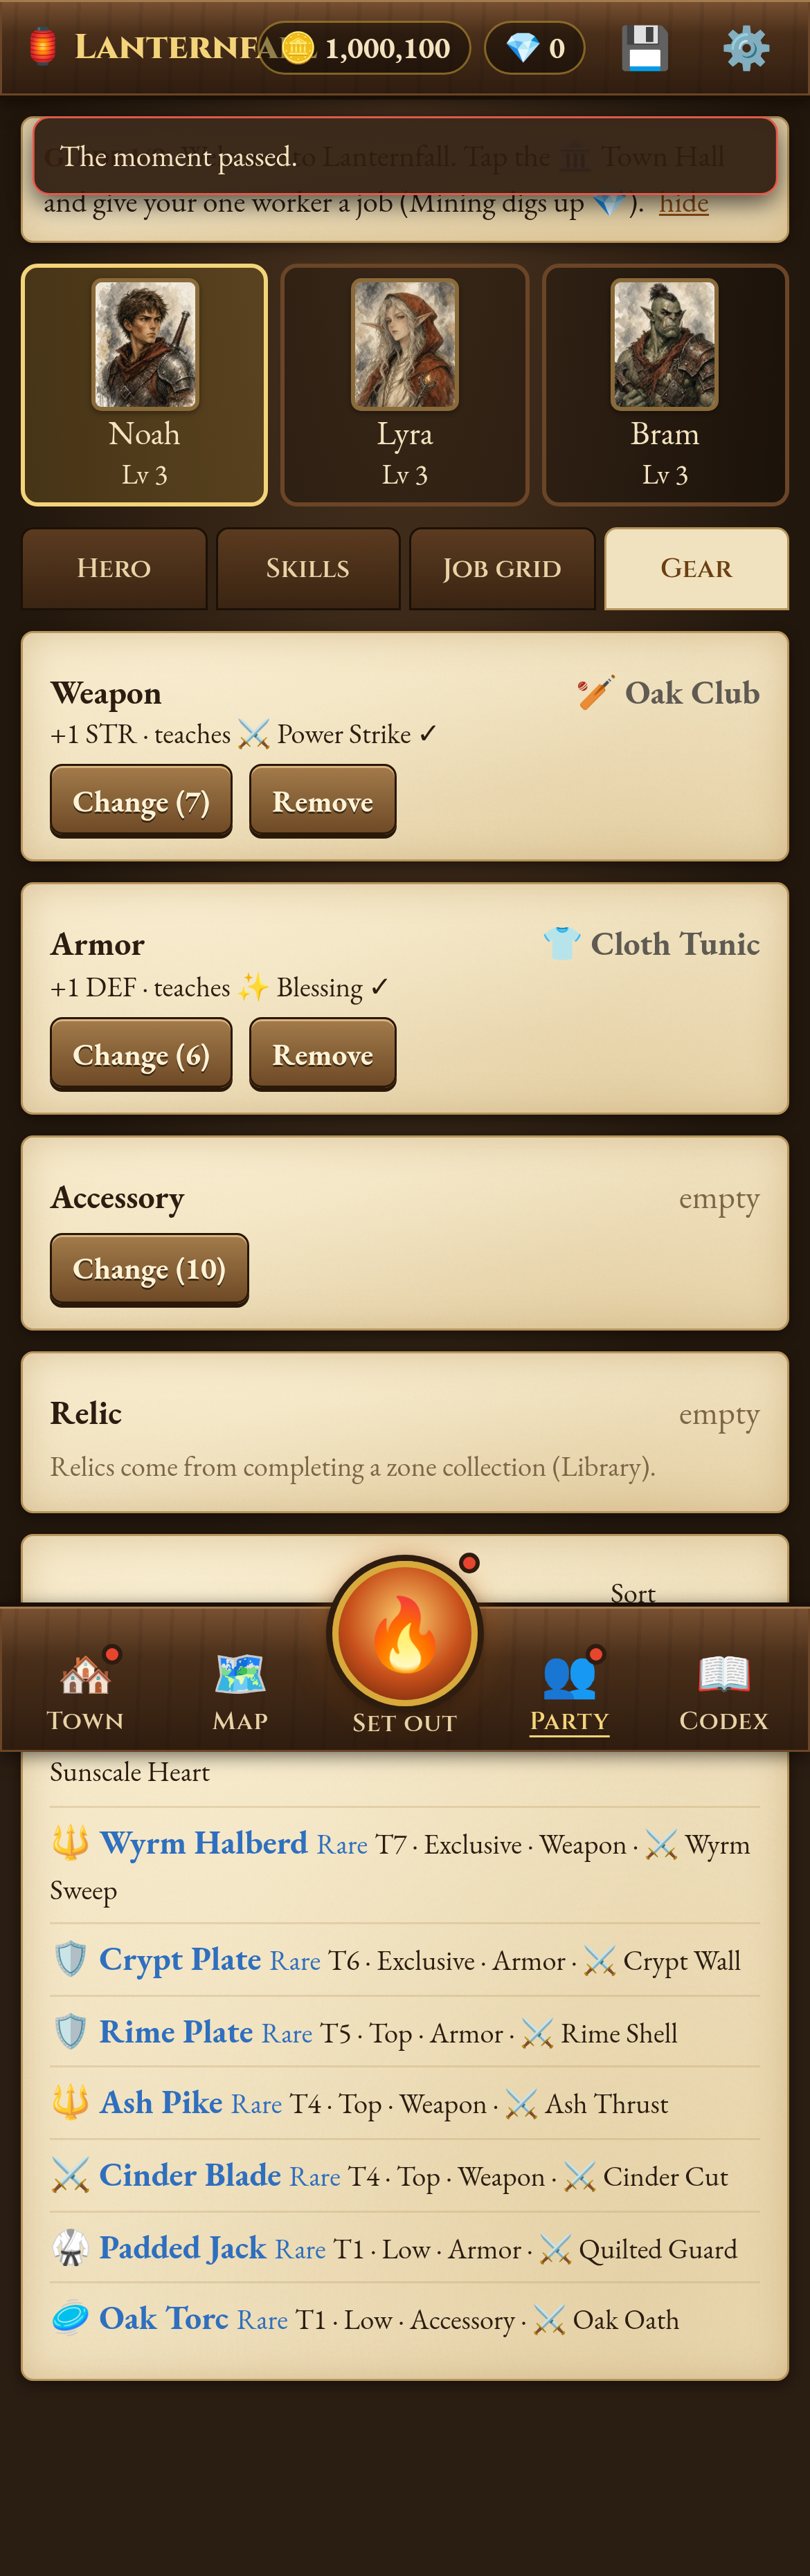 LANTERNFALL
1,000,100
0
The moment passed.
to Lanternfall. Tap the Town Hall
and give your one worker a job (Mining digs up 💎). hide
Noah
Lv 3
Lyra
Lv 3
Bram
Lv 3
HERO
SKILLS
JOB GRID
GEAR
Weapon
Oak Club
+1 STR · teaches ⚔️ Power Strike ✓
Change (7)
Remove
Armor
Cloth Tunic
+1 DEF · teaches ✨ Blessing ✓
Change (6)
Remove
Accessory
empty
Change (10)
Relic
empty
Relics come from completing a zone collection (Library).
Sort
TOWN
MAP
SET OUT
PARTY
CODEX
Sunscale Heart
Wyrm Halberd Rare T7 · Exclusive · Weapon · ⚔️ Wyrm
Sweep
Crypt Plate Rare T6 · Exclusive · Armor · ⚔️ Crypt Wall
Rime Plate Rare T5 · Top · Armor · ⚔️ Rime Shell
Ash Pike Rare T4 · Top · Weapon · ⚔️ Ash Thrust
Cinder Blade Rare T4 · Top · Weapon · ⚔️ Cinder Cut
Padded Jack Rare T1 · Low · Armor · ⚔️ Quilted Guard
Oak Torc Rare T1 · Low · Accessory · ⚔️ Oak Oath